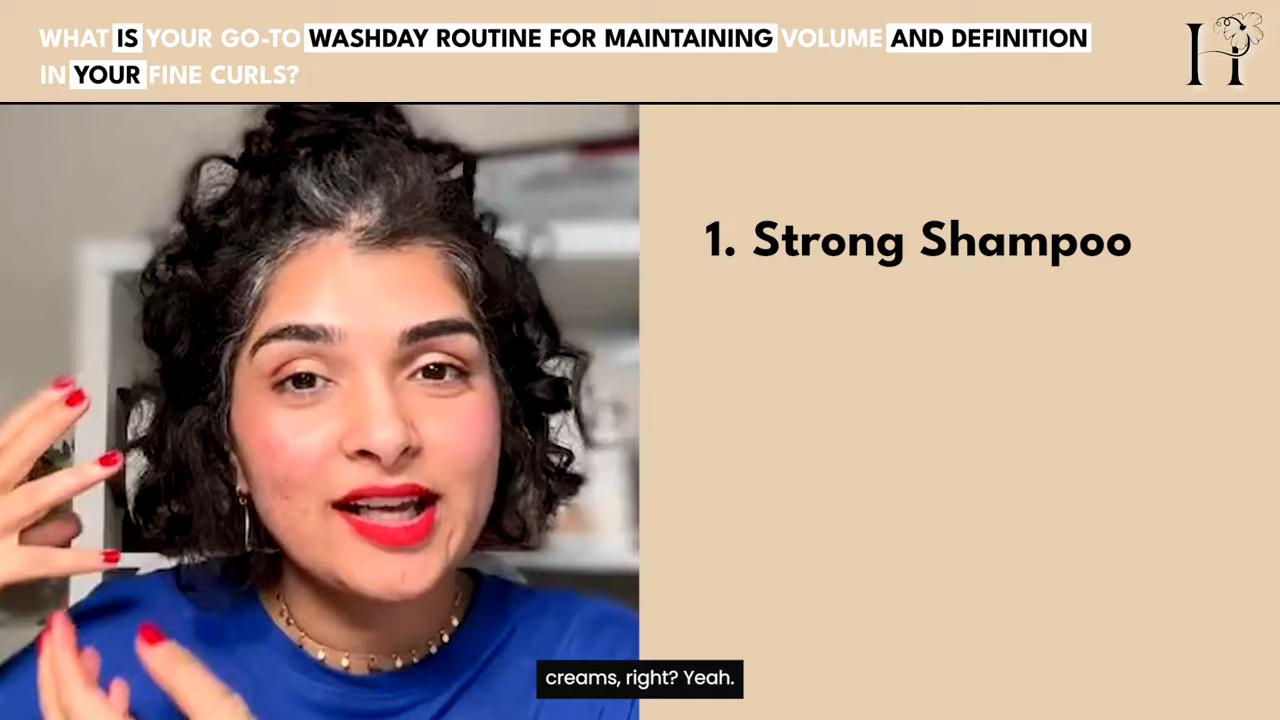 WHAT IS YOUR GO-TO WASHDAY ROUTINE FOR MAINTAINING VOLUME AND DEFINITION
IN YOUR FINE CURLS?
H
1. Strong Shampoo
creams, right? Yeah.